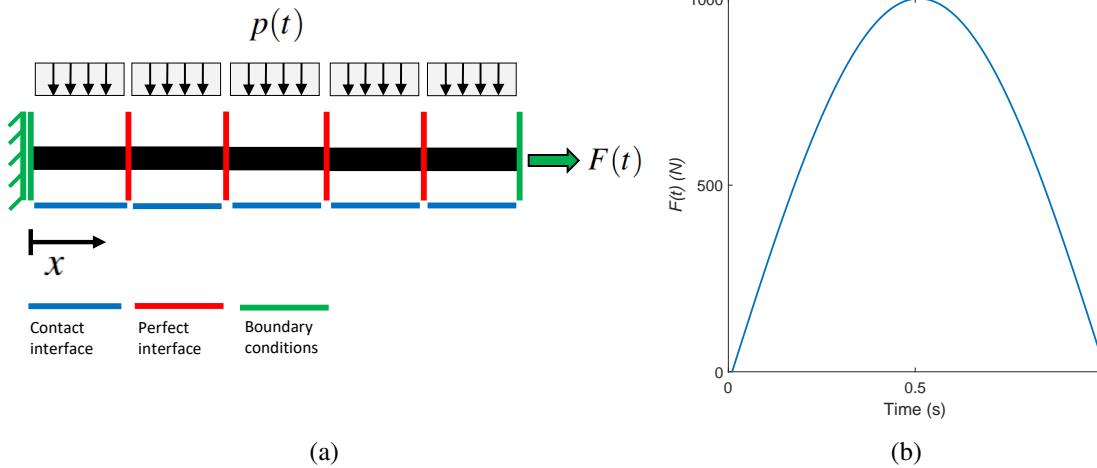 p(t)
F(t)
x
Contact interface
Perfect interface
Boundary conditions
(a)
1000
500
0
F(t) (N)
0
0.5
Time (s)
(b)